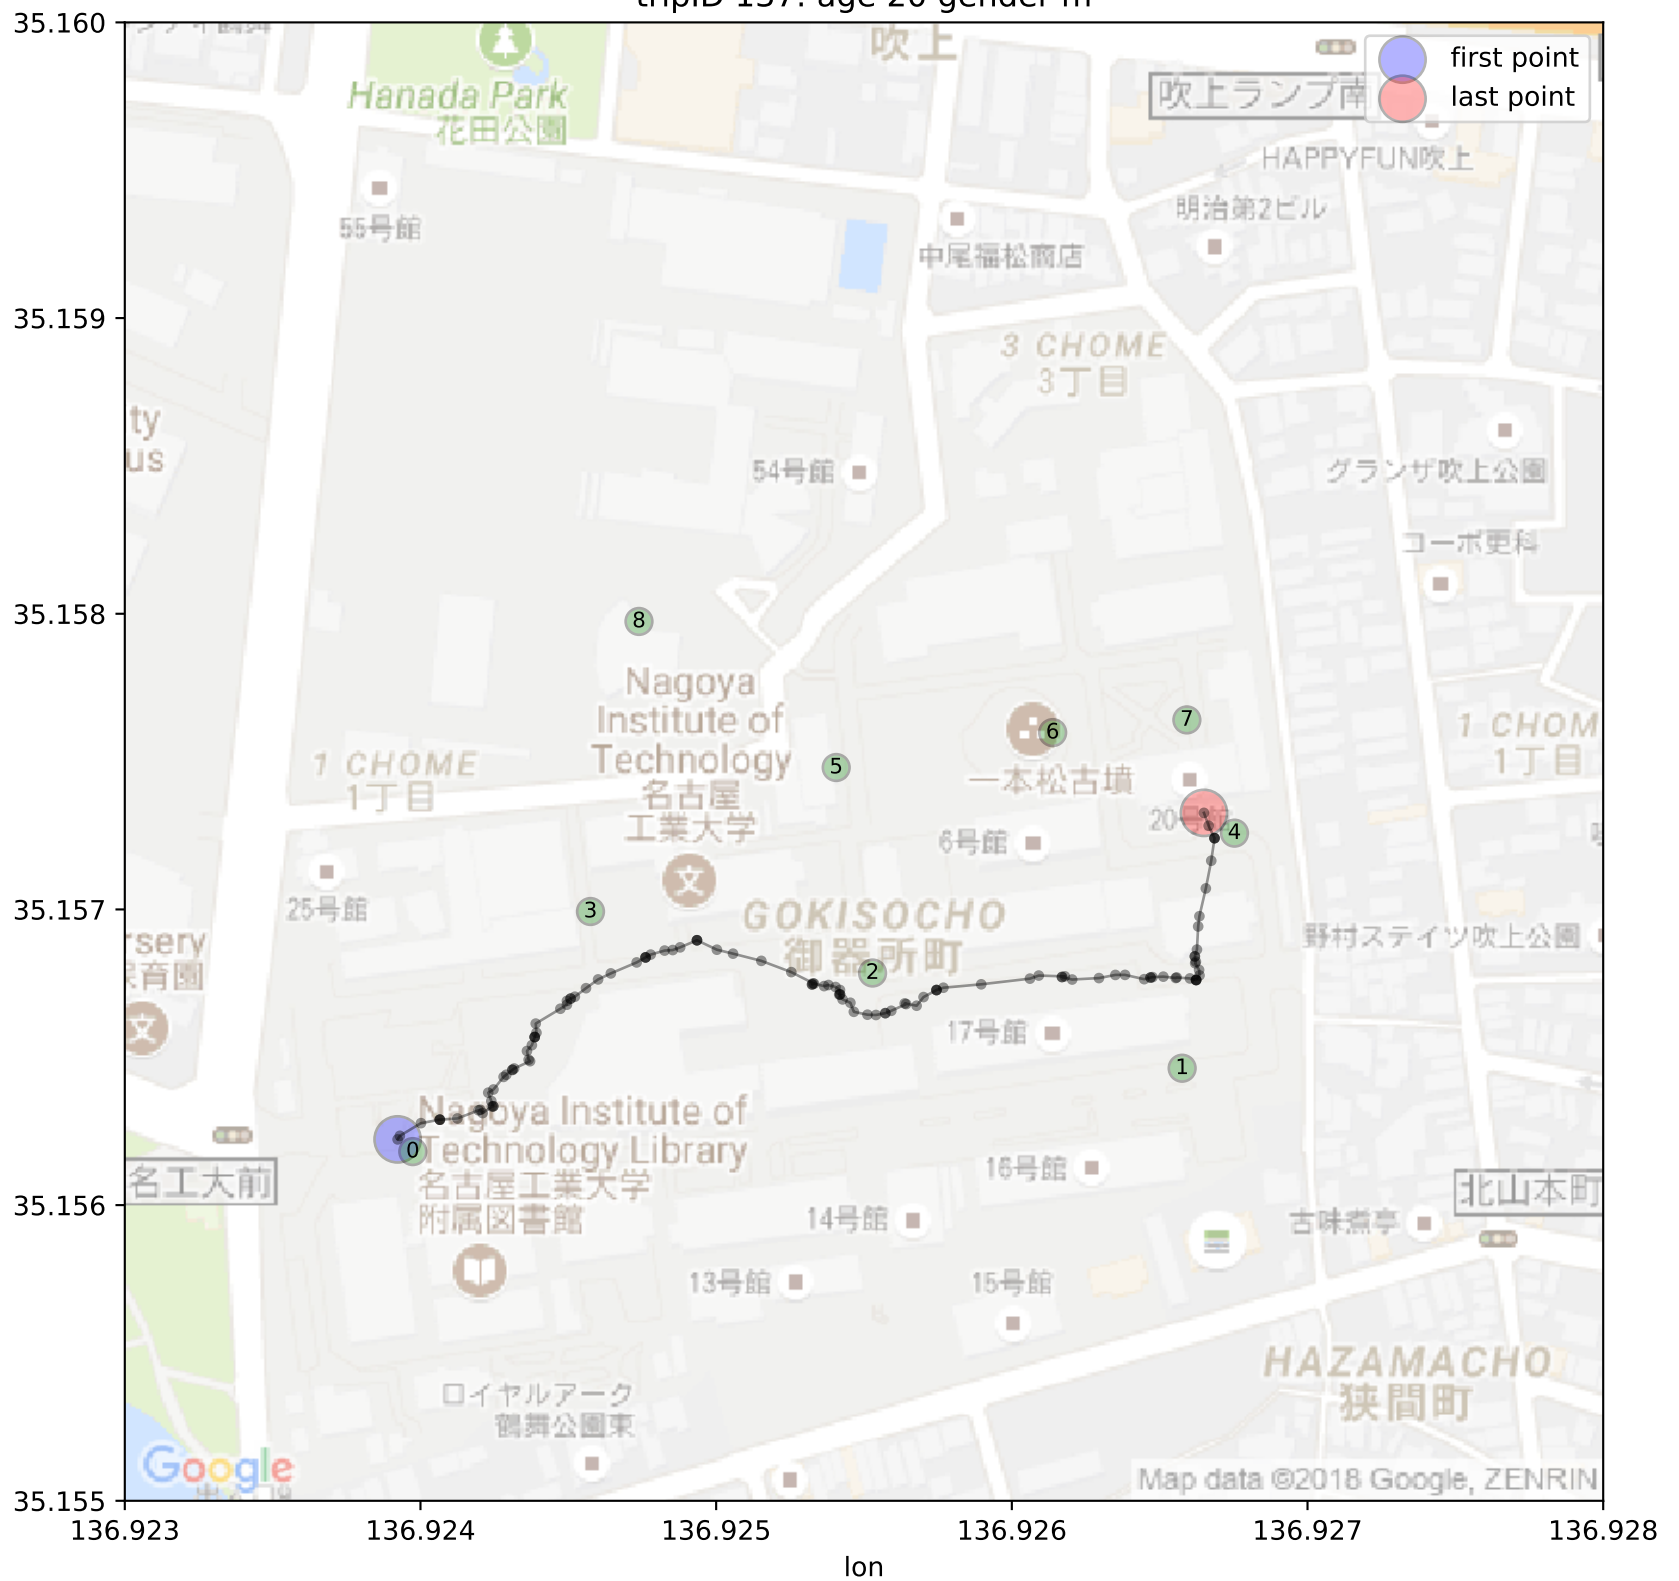 35.160
first point
last point
吹上
Hanada Park
花田公園
吹上ランプ南
HAPPYFUN吹上
明治第2ビル
55号館
中尾福松商店
35.159
3 CHOME
3丁目
ty
us
54号館
グランザ吹上公園
コーポ更科
35.158
8
Nagoya
Institute of
Technology
名古屋
工業大学
7
6
5
一本松古墳
1 CHOM
1丁目
1 CHOME
1丁目
4
6号館
25号館
35.157
3
GOKISOCHO
御器所町
2
野村ステイツ吹上公園
rsery
保育園
17号館
1
Nagoya Institute of
Technology Library
名古屋工業大学
附属図書館
0
名工大前
16号館
北山本町
35.156
14号館
古味煮亭
13号館
15号館
HAZAMACHO
狭間町
ロイヤルアーク
鶴舞公園東
Google
Map data ©2018 Google, ZENRIN
35.155
136.923
136.924
136.925
136.926
136.927
136.928
lon